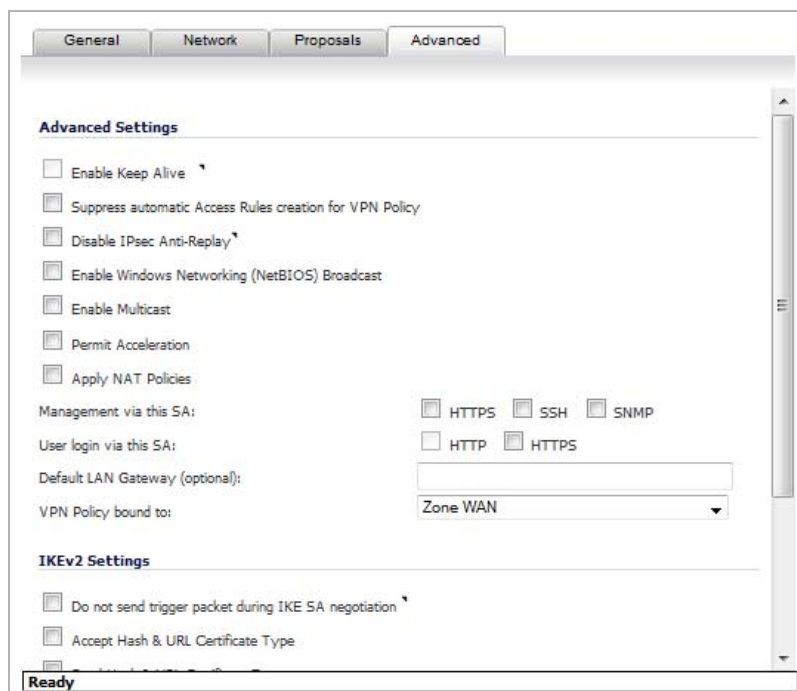 General Network Proposals Advanced
Advanced Settings
Enable Keep Alive
Suppress automatic Access Rules creation for VPN Policy
Disable IPsec Anti-Replay
Enable Windows Networking (NetBIOS) Broadcast
Enable Multicast
Permit Acceleration
Apply NAT Policies
Management via this SA: HTTPS SSH SNMP
User login via this SA: HTTP HTTPS
Default LAN Gateway (optional):
VPN Policy bound to: Zone WAN
IKEv2 Settings
Do not send trigger packet during IKE SA negotiation
Accept Hash & URL Certificate Type
Ready